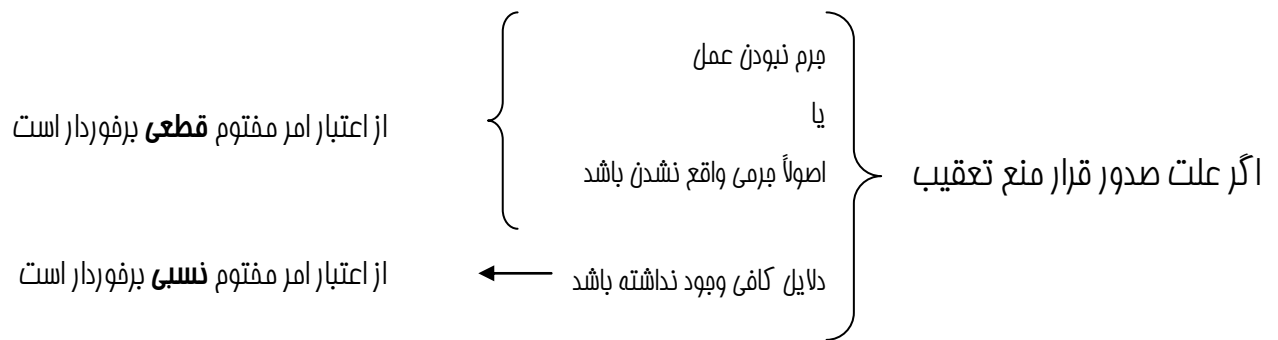 اگر علت صدور قرار منع تعقیب
جرم نبودن عمل
یا
اصولاً جرمی واقع نشدن باشد
از اعتبار امر مختوم قطعی برخوردار است
دلایل کافی وجود نداشته باشد
از اعتبار امر مختوم نسبی برخوردار است